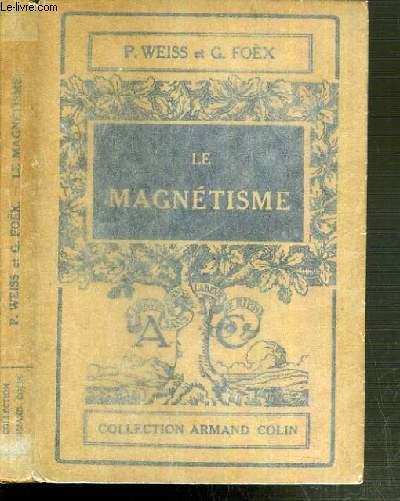 Le-livre.com
P. WEISS et G. FOËX
LE
MAGNÉTISME
A C
COLLECTION ARMAND COLIN
P. WEISS et G. FOËX. - LE MAGNÉTISME
COLLECTION
ARMAND COLIN